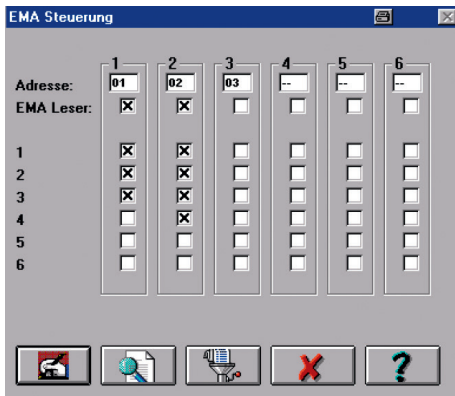 EMA Steuerung
1 2 3 4 5 6
Adresse: 01 02 03 -- -- --
EMA Leser:
1
2
3
4
5
6
?